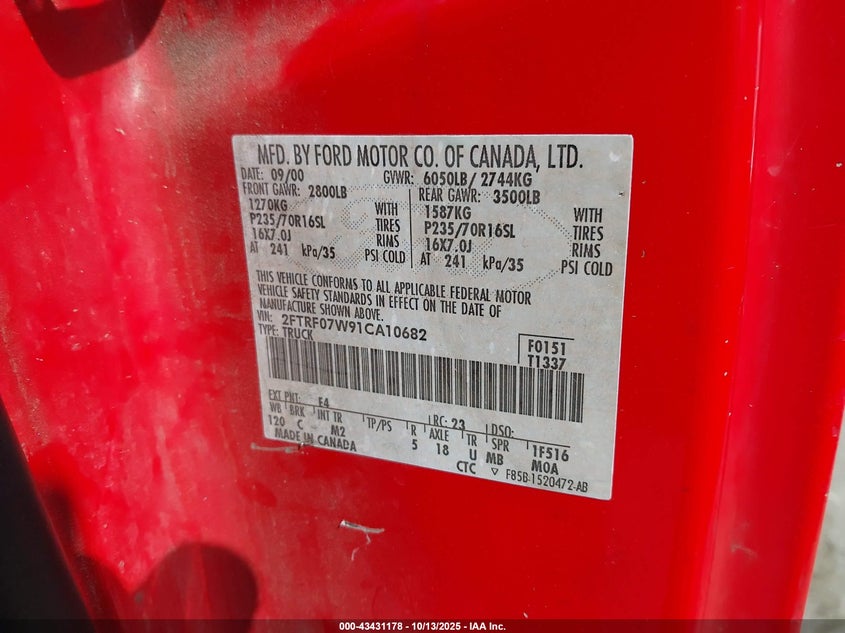 MFD. BY FORD MOTOR CO. OF CANADA, LTD.
DATE: 09/00 GVWR: 6050LB/ 2744KG
FRONT GAWR: 2800LB REAR GAWR: 3500LB
1270KG WITH 1587KG WITH
P235/70R16SL TIRES P235/70R16SL TIRES
16X7.0J RIMS 16X7.0J RIMS
AT 241 kPa/35 PSI COLD AT 241 kPa/35 PSI COLD
THIS VEHICLE CONFORMS TO ALL APPLICABLE FEDERAL MOTOR
VEHICLE SAFETY STANDARDS IN EFFECT ON THE DATE OF
MANUFACTURE SHOWN ABOVE.
VIN: 2FTRF07W91CA10682
TYPE: TRUCK
F0151
T1337
EXT PNT: E4 RC: 23 DSO:
WB BRK INT TR TP/PS R AXLE TR SPR 1F516
120 C - M2 5 18 U MB M0A
MADE IN CANADA CTC ▽ F85B-1520472-AB
000-43431178 - 10/13/2025 - IAA Inc.